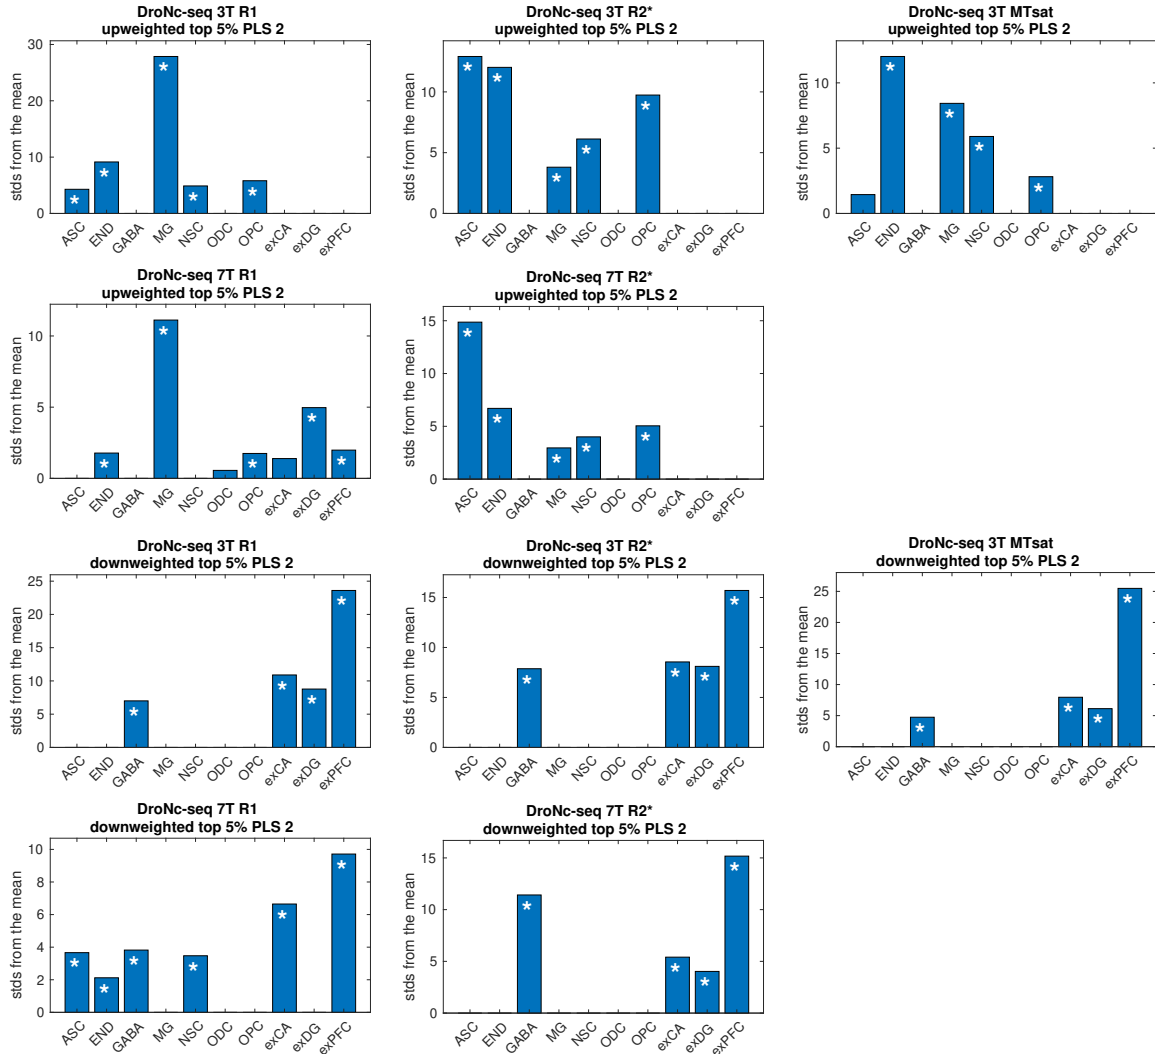 DroNc-seq 3T R1
upweighted top 5% PLS 2
stds from the mean
30
20
10
0
* * * * *
ASC END GABA MG NSC ODC OPC exCA exDG exPFC
DroNc-seq 3T R2*
upweighted top 5% PLS 2
stds from the mean
10
5
0
* * * * *
ASC END GABA MG NSC ODC OPC exCA exDG exPFC
DroNc-seq 3T MTsat
upweighted top 5% PLS 2
stds from the mean
10
5
0
* * * *
ASC END GABA MG NSC ODC OPC exCA exDG exPFC
DroNc-seq 7T R1
upweighted top 5% PLS 2
stds from the mean
10
5
0
* * * * *
ASC END GABA MG NSC ODC OPC exCA exDG exPFC
DroNc-seq 7T R2*
upweighted top 5% PLS 2
stds from the mean
15
10
5
0
* * * * *
ASC END GABA MG NSC ODC OPC exCA exDG exPFC
DroNc-seq 3T R1
downweighted top 5% PLS 2
stds from the mean
25
20
15
10
5
0
* * * *
ASC END GABA MG NSC ODC OPC exCA exDG exPFC
DroNc-seq 3T R2*
downweighted top 5% PLS 2
stds from the mean
15
10
5
0
* * * *
ASC END GABA MG NSC ODC OPC exCA exDG exPFC
DroNc-seq 3T MTsat
downweighted top 5% PLS 2
stds from the mean
25
20
15
10
5
0
* * * *
ASC END GABA MG NSC ODC OPC exCA exDG exPFC
DroNc-seq 7T R1
downweighted top 5% PLS 2
stds from the mean
10
8
6
4
2
0
* * * * * *
ASC END GABA MG NSC ODC OPC exCA exDG exPFC
DroNc-seq 7T R2*
downweighted top 5% PLS 2
stds from the mean
15
10
5
0
* * * *
ASC END GABA MG NSC ODC OPC exCA exDG exPFC